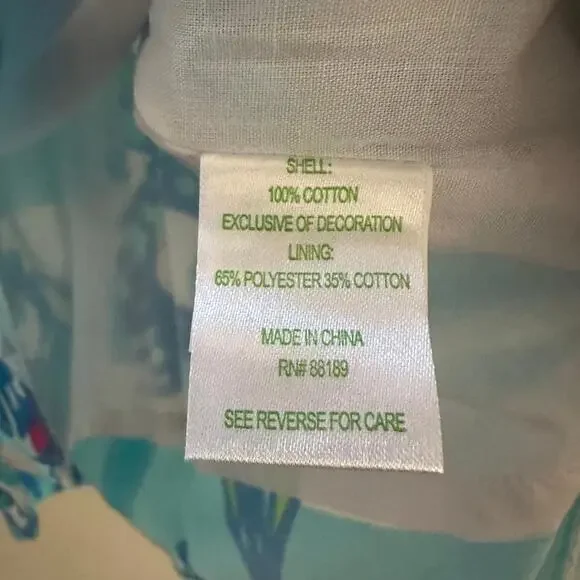 SHELL:
100% COTTON
EXCLUSIVE OF DECORATION
LINING:
65% POLYESTER 35% COTTON
MADE IN CHINA
RN# 88189
SEE REVERSE FOR CARE